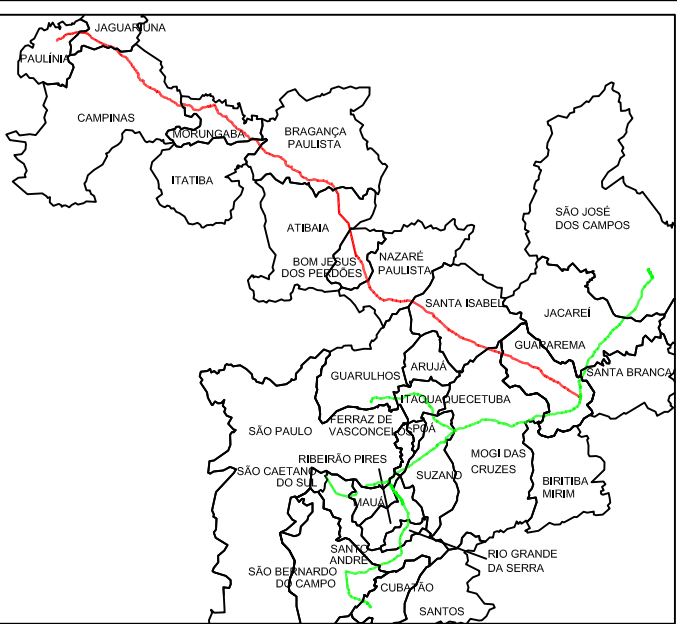 JAGUARIÚNA
PAULÍNIA
CAMPINAS
MORUNGABA
BRAGANÇA
PAULISTA
ITATIBA
ATIBAIA
BOM JESUS
DOS PERDÕES
NAZARÉ
PAULISTA
SÃO JOSÉ
DOS CAMPOS
SANTA ISABEL
JACAREÍ
GUARAREMA
SANTA BRANCA
ARUJÁ
GUARULHOS
ITAQUAQUECETUBA
FERRAZ DE
VASCONCELOS
POÁ
SÃO PAULO
RIBEIRÃO PIRES
SÃO CAETANO
DO SUL
SUZANO
MOGI DAS
CRUZES
BIRITIBA
MIRIM
MAUÁ
SANTO
ANDRÉ
RIO GRANDE
DA SERRA
SÃO BERNARDO
DO CAMPO
CUBATÃO
SANTOS